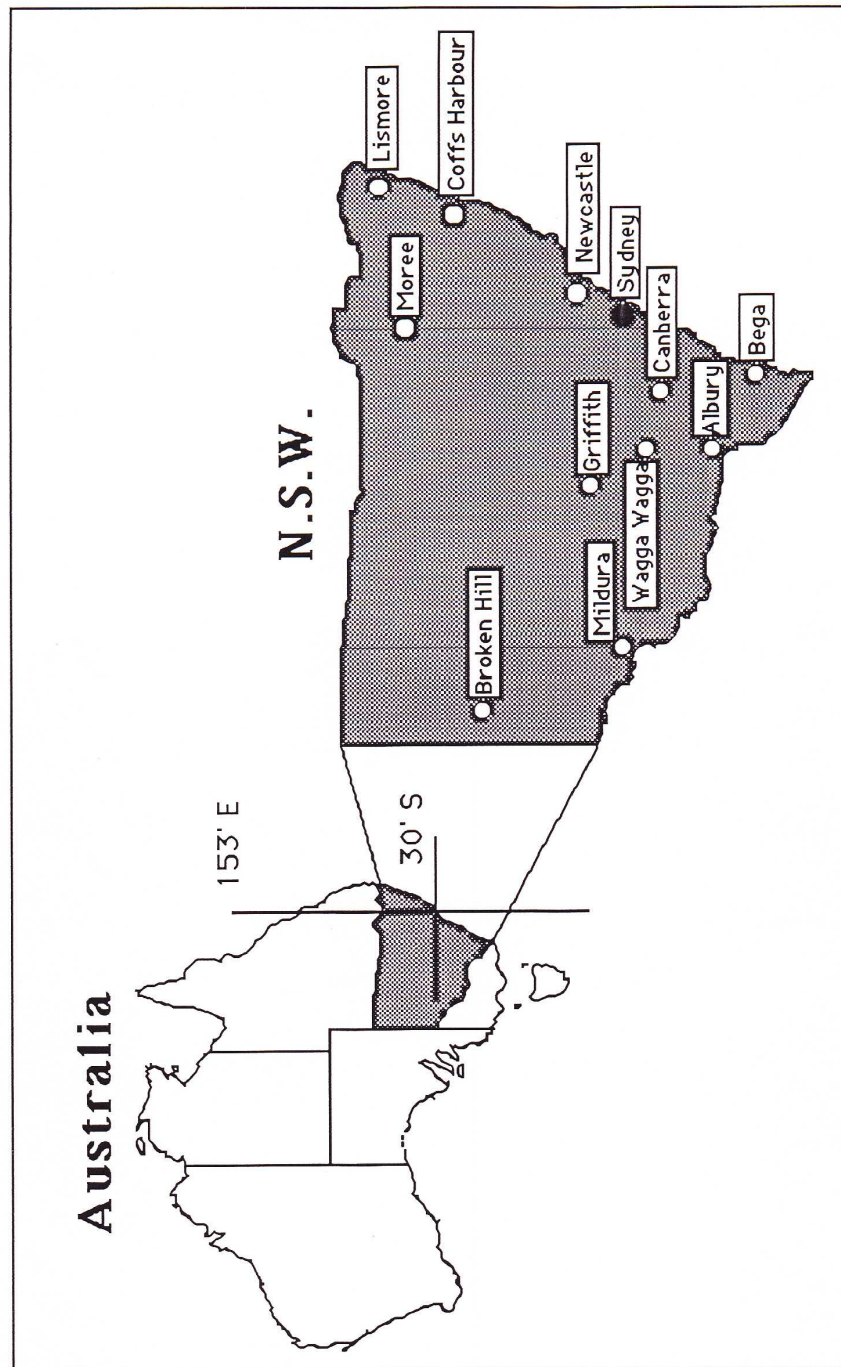 Australia
153' E
30' S
N.S.W.
Lismore
Moree
Coffs Harbour
Broken Hill
Newcastle
Griffith
Sydney
Mildura
Wagga Wagga
Canberra
Albury
Bega